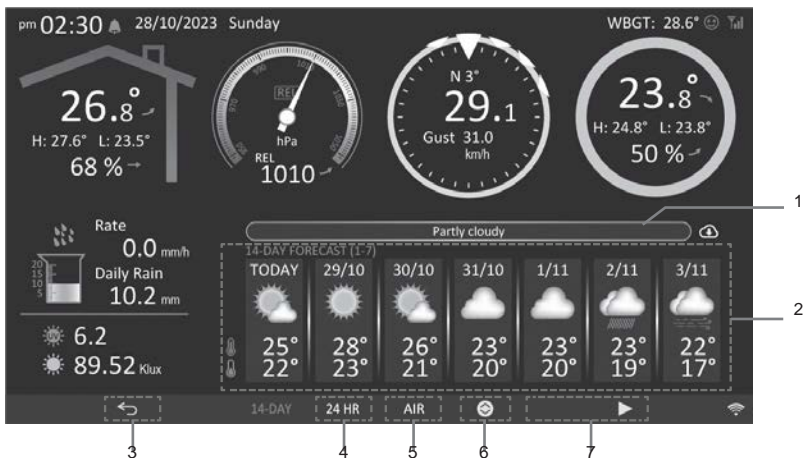 pm 02:30 28/10/2023 Sunday WBGT: 28.6°
26.8°
H: 27.6° L: 23.5°
68 %
970
990
1010
1030
1050
REL
hPa
REL
1010
N 3°
29.1
Gust 31.0
km/h
23.8°
H: 24.8° L: 23.8°
50 %
1
Partly cloudy
Rate
0.0 mm/h
20
15
10
5
Daily Rain
10.2 mm
6.2
89.52 Klux
14-DAY FORECAST (1-7)
TODAY 29/10 30/10 31/10 1/11 2/11 3/11
25° 28° 26° 23° 23° 23° 22°
22° 23° 21° 20° 20° 19° 17°
2
14-DAY 24 HR AIR
3 4 5 6 7